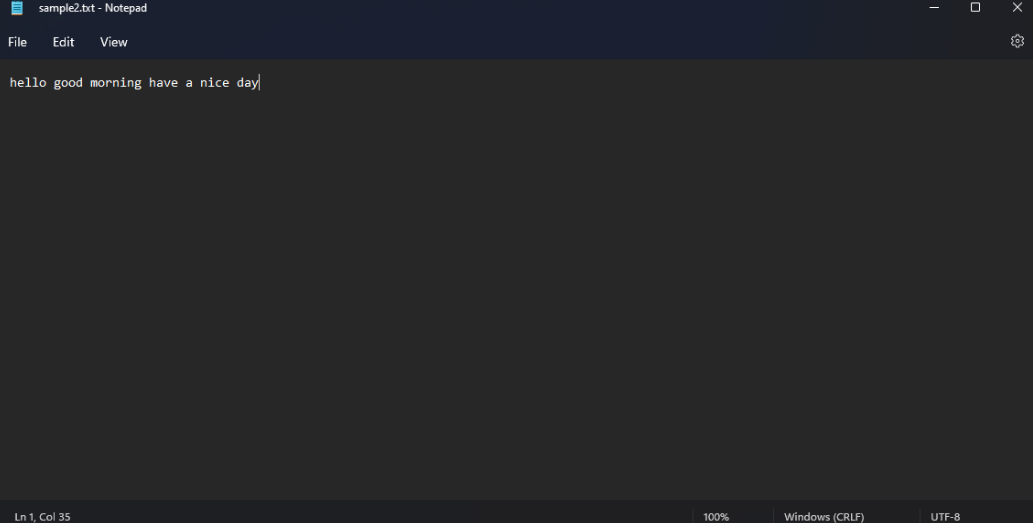 sample2.txt - Notepad
File Edit View
hello good morning have a nice day
Ln 1, Col 35 100% Windows (CRLF) UTF-8